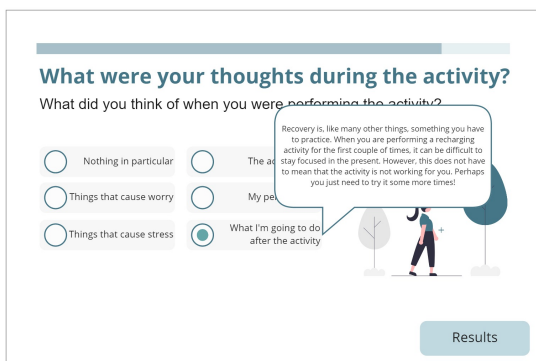 What were your thoughts during the activity?
What did you think of when you were performing the activity?
Recovery is, like many other things, something you have
to practice. When you are performing a recharging
activity for the first couple of times, it can be difficult to
stay focused in the present. However, this does not have
to mean that the activity is not working for you. Perhaps
you just need to try it some more times!
Nothing in particular
The
Things that cause worry
My
Things that cause stress
What I'm going to do
after the activity
Results